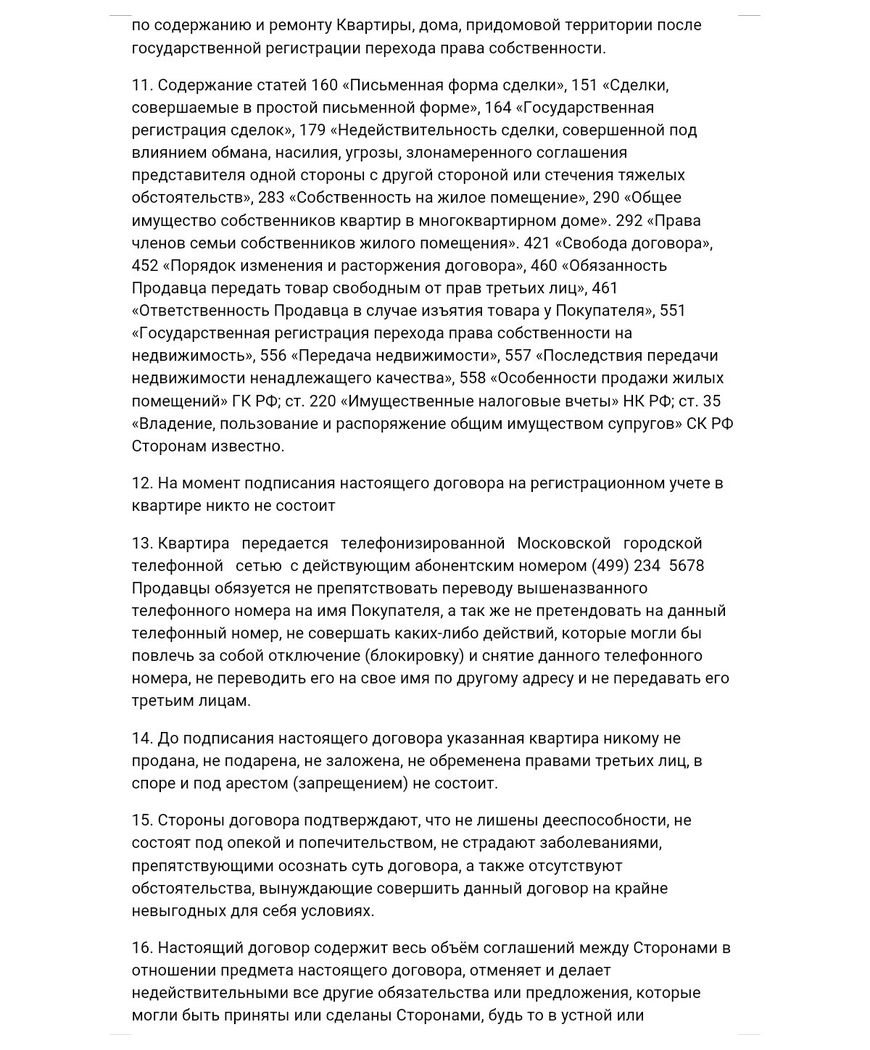 по содержанию и ремонту Квартиры, дома, придомовой территории после
государственной регистрации перехода права собственности.
11. Содержание статей 160 «Письменная форма сделки», 151 «Сделки,
совершаемые в простой письменной форме», 164 «Государственная
регистрация сделок», 179 «Недействительность сделки, совершенной под
влиянием обмана, насилия, угрозы, злонамеренного соглашения
представителя одной стороны с другой стороной или стечения тяжелых
обстоятельств», 283 «Собственность на жилое помещение», 290 «Общее
имущество собственников квартир в многоквартирном доме». 292 «Права
членов семьи собственников жилого помещения». 421 «Свобода договора»,
452 «Порядок изменения и расторжения договора», 460 «Обязанность
Продавца передать товар свободным от прав третьих лиц», 461
«Ответственность Продавца в случае изъятия товара у Покупателя», 551
«Государственная регистрация перехода права собственности на
недвижимость», 556 «Передача недвижимости», 557 «Последствия передачи
недвижимости ненадлежащего качества», 558 «Особенности продажи жилых
помещений» ГК РФ; ст. 220 «Имущественные налоговые вчеты» НК РФ; ст. 35
«Владение, пользование и распоряжение общим имуществом супругов» СК РФ
Сторонам известно.
12. На момент подписания настоящего договора на регистрационном учете в
квартире никто не состоит
13. Квартира передается телефонизированной Московской городской
телефонной сетью с действующим абонентским номером (499) 234 5678
Продавцы обязуется не препятствовать переводу вышеназванного
телефонного номера на имя Покупателя, а так же не претендовать на данный
телефонный номер, не совершать каких-либо действий, которые могли бы
повлечь за собой отключение (блокировку) и снятие данного телефонного
номера, не переводить его на свое имя по другому адресу и не передавать его
третьим лицам.
14. До подписания настоящего договора указанная квартира никому не
продана, не подарена, не заложена, не обременена правами третьих лиц, в
споре и под арестом (запрещением) не состоит.
15. Стороны договора подтверждают, что не лишены дееспособности, не
состоят под опекой и попечительством, не страдают заболеваниями,
препятствующими осознать суть договора, а также отсутствуют
обстоятельства, вынуждающие совершить данный договор на крайне
невыгодных для себя условиях.
16. Настоящий договор содержит весь объём соглашений между Сторонами в
отношении предмета настоящего договора, отменяет и делает
недействительными все другие обязательства или предложения, которые
могли быть приняты или сделаны Сторонами, будь то в устной или